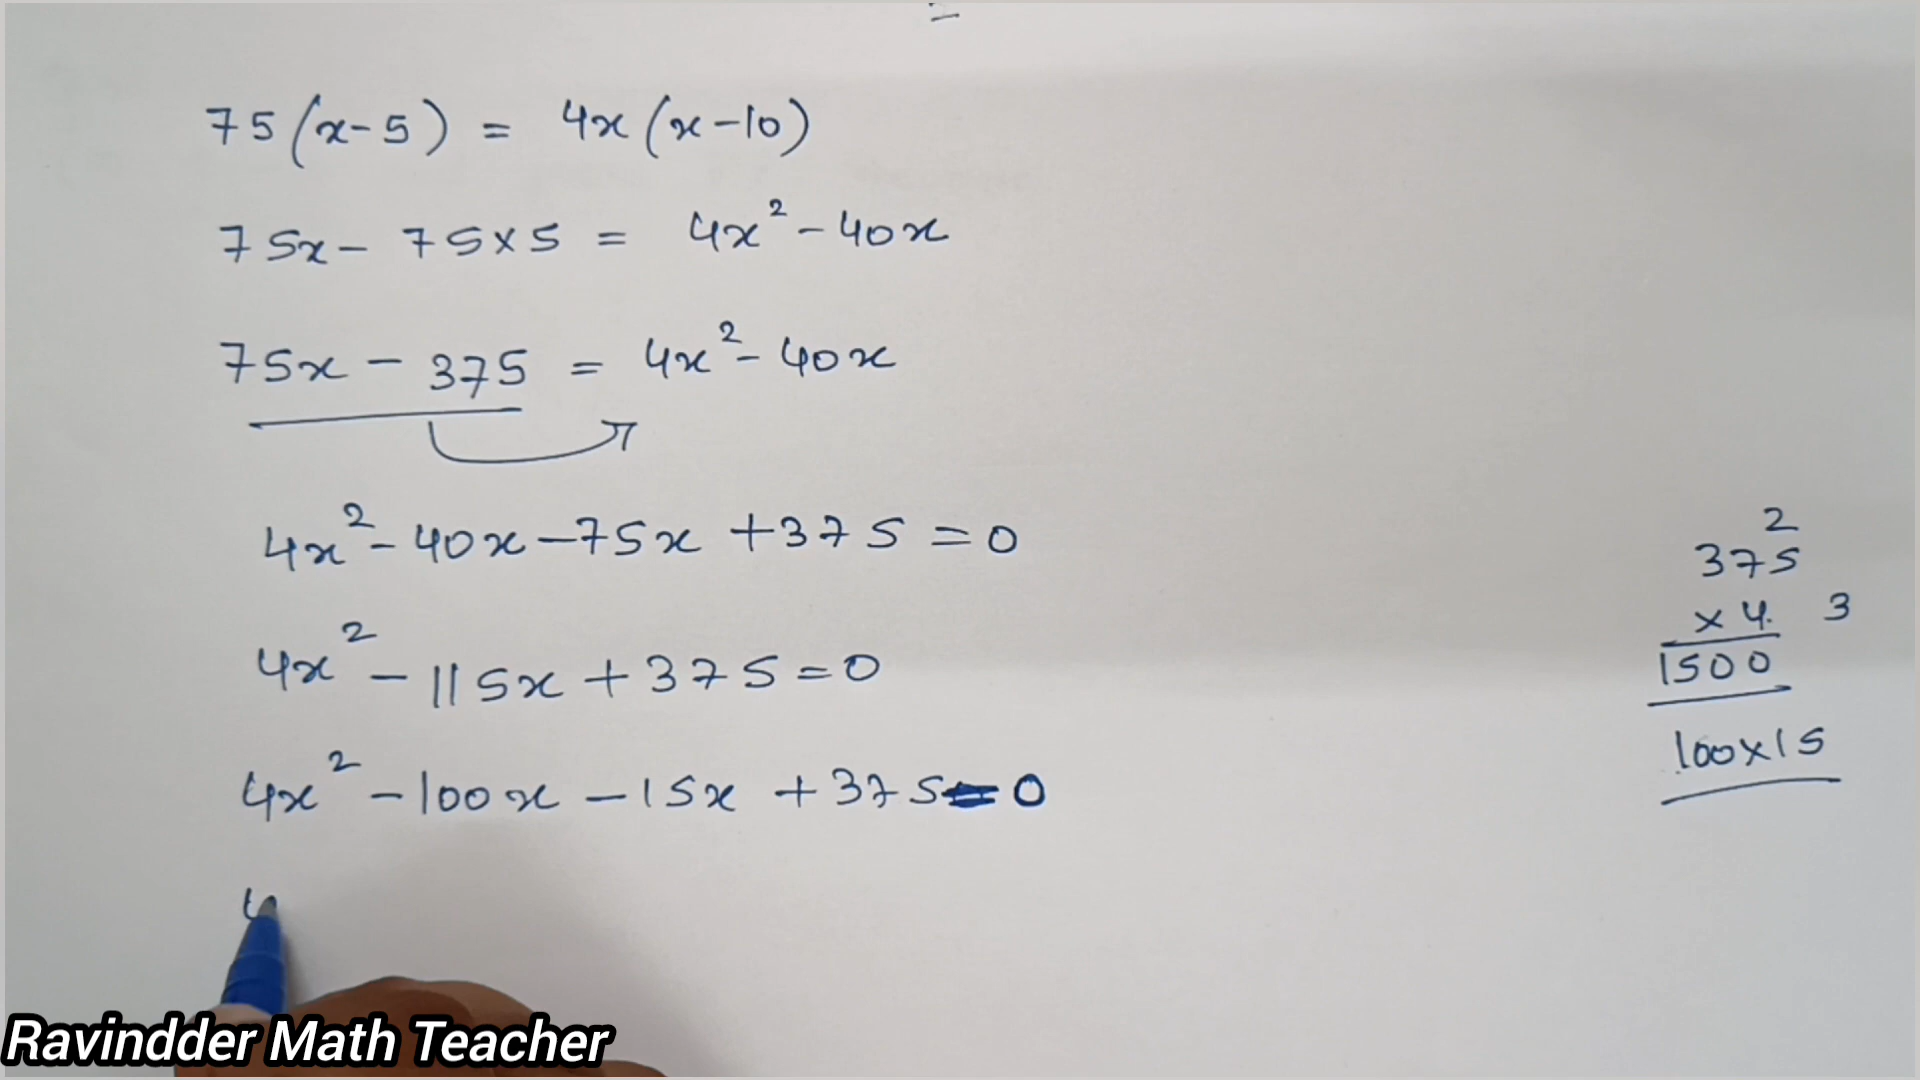 75(x-5) = 4x(x-10)
75x - 75×5 = 4x² - 40x
75x - 375 = 4x² - 40x
4x² - 40x - 75x + 375 = 0
4x² - 115x + 375 = 0
4x² - 100x - 15x + 375 = 0
4
2
375
×4. 3
1500
100×15
Ravindder Math Teacher